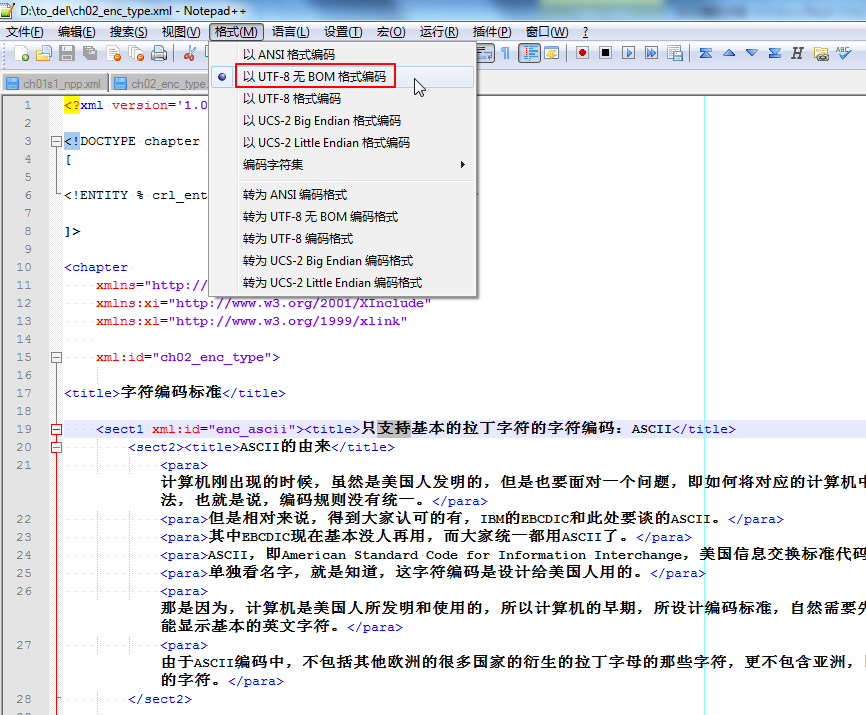 D:\to_del\ch02_enc_type.xml - Notepad++
文件(F) 编辑(E) 搜索(S) 视图(V) 格式(M) 语言(L) 设置(T) 宏(O) 运行(R) 插件(P) 窗口(W) ?
ch01s1_npp.xml ch02_enc_type.
以 ANSI 格式编码
以 UTF-8 无 BOM 格式编码
以 UTF-8 格式编码
以 UCS-2 Big Endian 格式编码
以 UCS-2 Little Endian 格式编码
编码字符集
转为 ANSI 编码格式
转为 UTF-8 无 BOM 编码格式
转为 UTF-8 编码格式
转为 UCS-2 Big Endian 编码格式
转为 UCS-2 Little Endian 编码格式
1 <?xml version='1.0
2
3 <!DOCTYPE chapter
4 [
5
6 <!ENTITY % crl_ent
7
8 ]>
9
10 <chapter
11 xmlns="http://
12 xmlns:xi="http://www.w3.org/2001/XInclude"
13 xmlns:xl="http://www.w3.org/1999/xlink"
14
15 xml:id="ch02_enc_type">
16
17 <title>字符编码标准</title>
18
19 <sect1 xml:id="enc_ascii"><title>只支持基本的拉丁字符的字符编码：ASCII</title>
20 <sect2><title>ASCII的由来</title>
21 <para>
计算机刚出现的时候，虽然是美国人发明的，但是也要面对一个问题，即如何将对应的计算机中
法，也就是说，编码规则没有统一。</para>
22 <para>但是相对来说，得到大家认可的有，IBM的EBCDIC和此处要谈的ASCII。</para>
23 <para>其中EBCDIC现在基本没人再用，而大家统一都用ASCII了。</para>
24 <para>ASCII，即American Standard Code for Information Interchange，美国信息交换标准代码
25 <para>单独看名字，就是知道，这字符编码是设计给美国人用的。</para>
26 <para>
那是因为，计算机是美国人所发明和使用的，所以计算机的早期，所设计编码标准，自然需要先
能显示基本的英文字符。</para>
27 <para>
由于ASCII编码中，不包括其他欧洲的很多国家的衍生的拉丁字母的那些字符，更不包含亚洲，
的字符。</para>
28 </sect2>